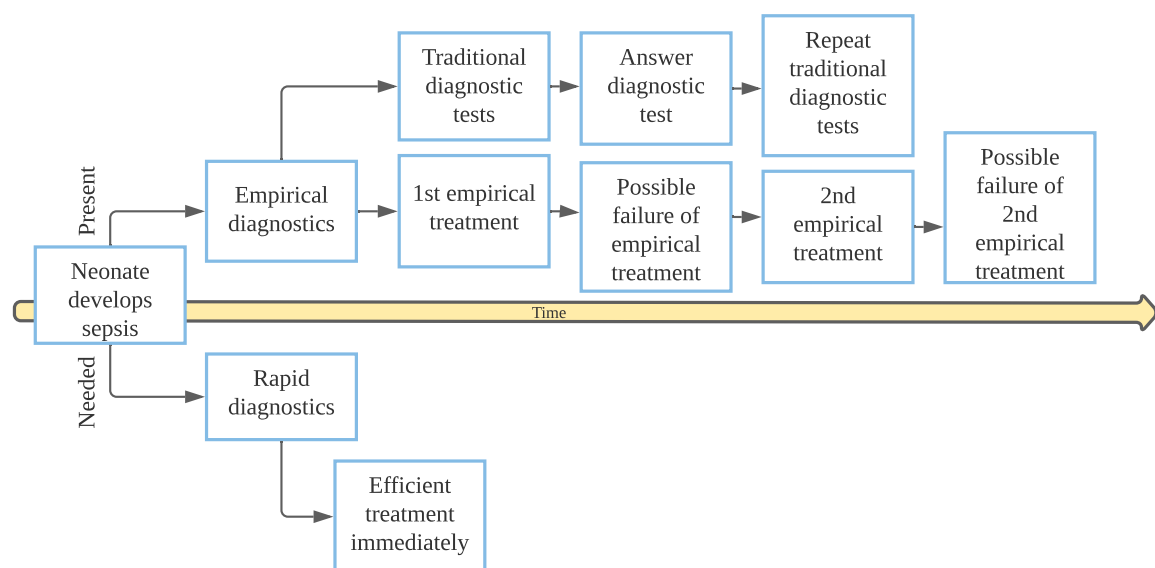 Traditional
diagnostic
tests
Answer
diagnostic
test
Repeat
traditional
diagnostic
tests
Present
Empirical
diagnostics
1st empirical
treatment
Possible
failure of
empirical
treatment
2nd
empirical
treatment
Possible
failure of
2nd
empirical
treatment
Neonate
develops
sepsis
Time
Needed
Rapid
diagnostics
Efficient
treatment
immediately